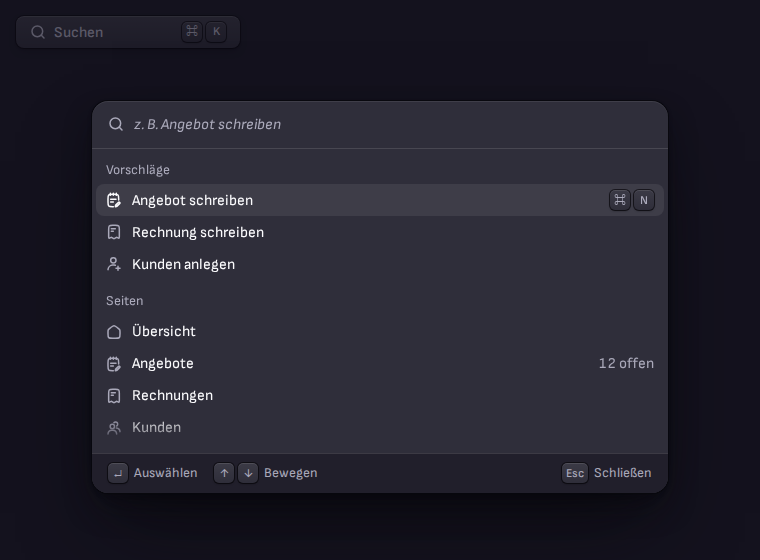 Suchen ⌘ K
z. B. Angebot schreiben
Vorschläge
Angebot schreiben ⌘ N
Rechnung schreiben
Kunden anlegen
Seiten
Übersicht
Angebote 12 offen
Rechnungen
Kunden
↵ Auswählen ↑ ↓ Bewegen Esc Schließen